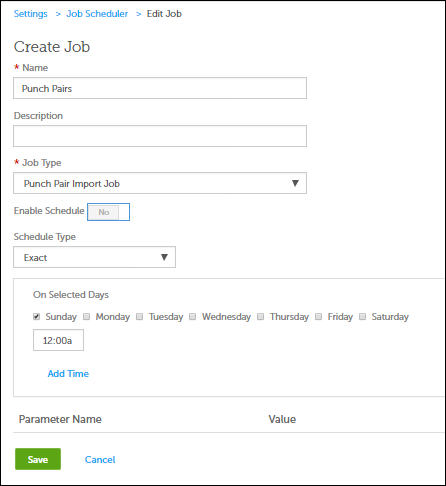 Settings > Job Scheduler > Edit Job
Create Job
* Name
Punch Pairs
Description
* Job Type
Punch Pair Import Job
Enable Schedule No
Schedule Type
Exact
On Selected Days
Sunday Monday Tuesday Wednesday Thursday Friday Saturday
12:00a
Add Time
Parameter Name Value
Save Cancel